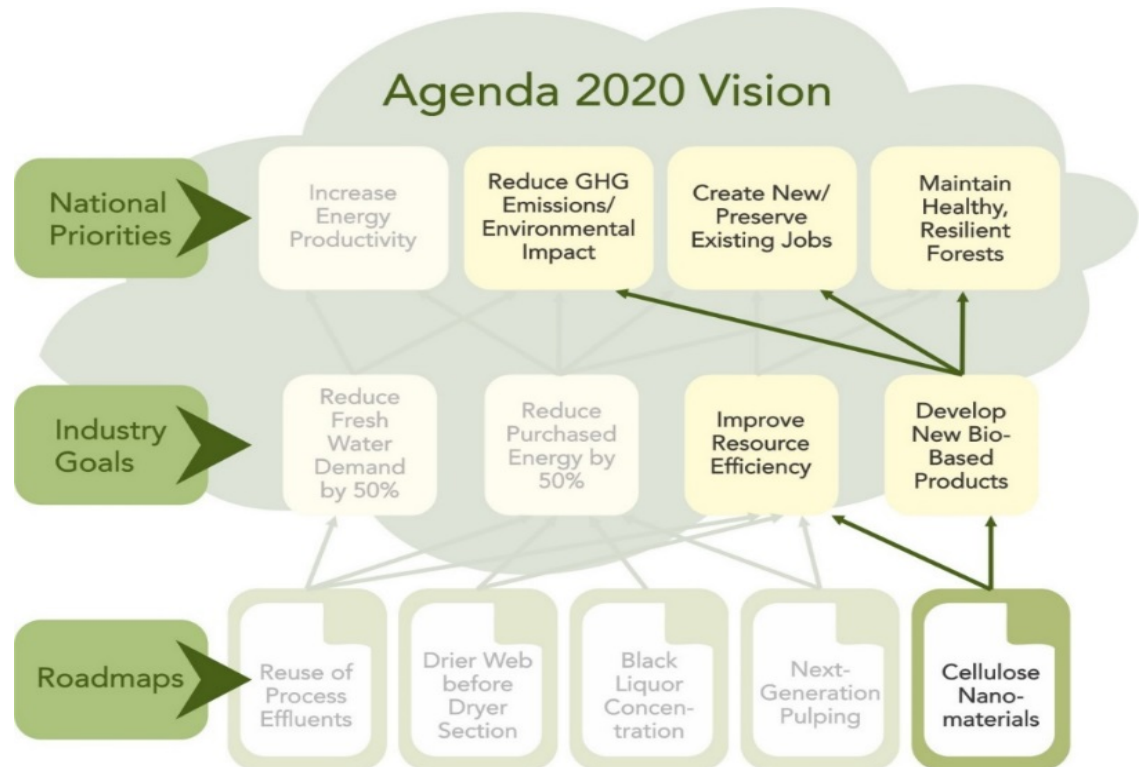 Agenda 2020 Vision
National
Priorities
Increase
Energy
Productivity
Reduce GHG
Emissions/
Environmental
Impact
Create New/
Preserve
Existing Jobs
Maintain
Healthy,
Resilient
Forests
Industry
Goals
Reduce
Fresh
Water
Demand
by 50%
Reduce
Purchased
Energy by
50%
Improve
Resource
Efficiency
Develop
New Bio-
Based
Products
Roadmaps
Reuse of
Process
Effluents
Drier Web
before
Dryer
Section
Black
Liquor
Concen-
tration
Next-
Generation
Pulping
Cellulose
Nano-
materials